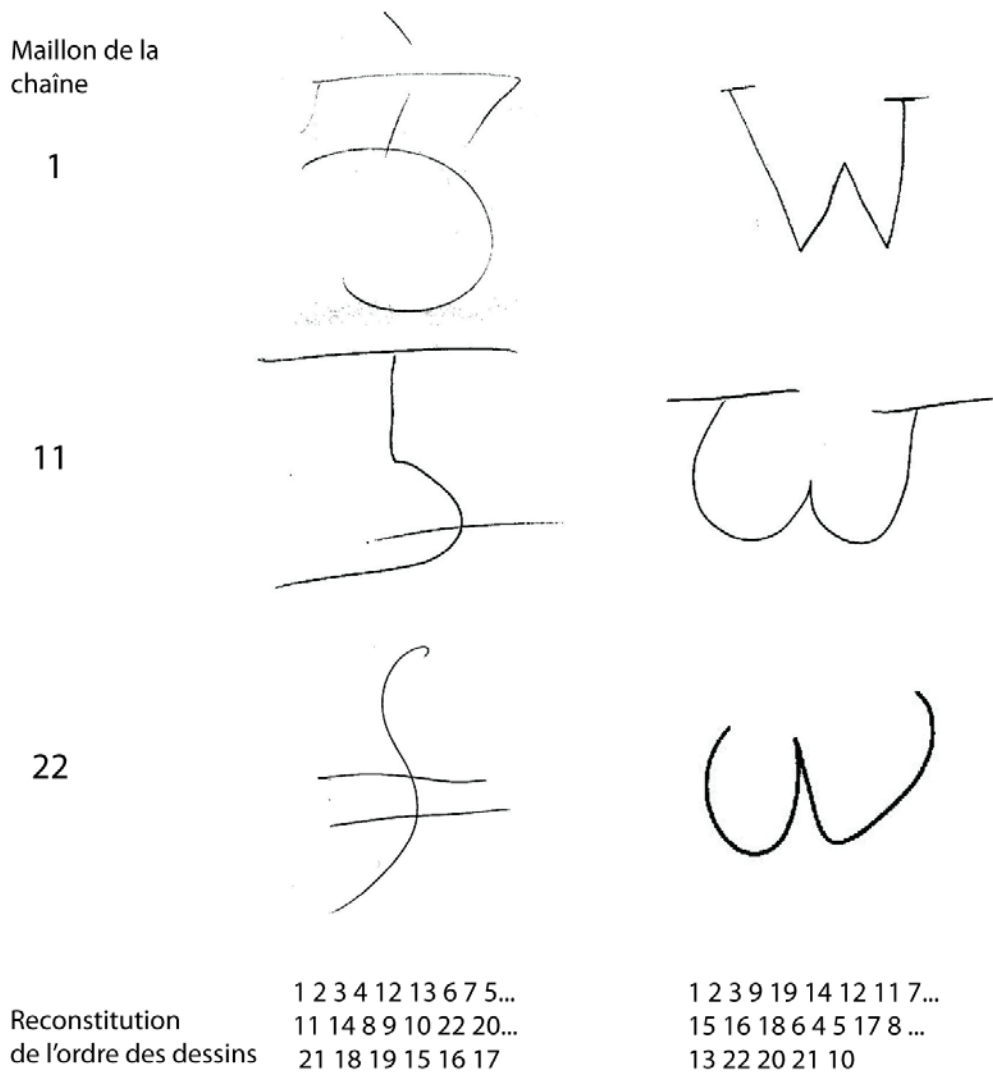 Maillon de la
chaîne
1
11
22
1 2 3 4 12 13 6 7 5...
11 14 8 9 10 22 20...
21 18 19 15 16 17
1 2 3 9 19 14 12 11 7...
15 16 18 6 4 5 17 8 ...
13 22 20 21 10
Reconstitution
de l'ordre des dessins